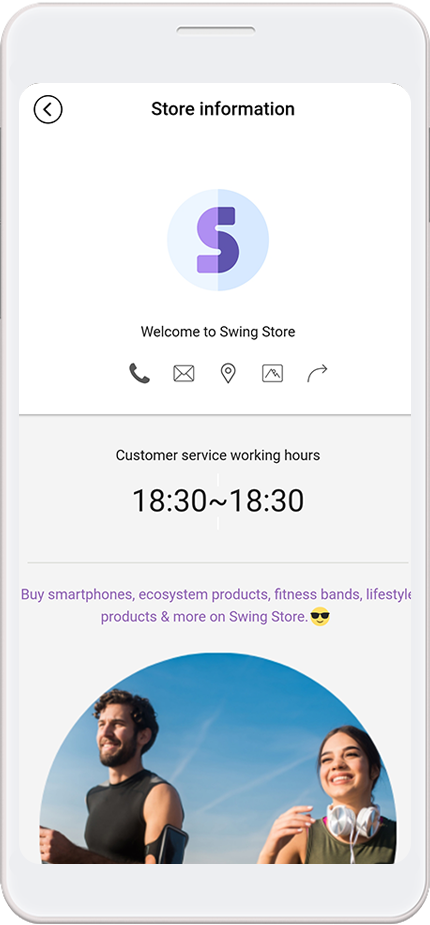 Store information
S
Welcome to Swing Store
Customer service working hours
18:30~18:30
Buy smartphones, ecosystem products, fitness bands, lifestyle
products & more on Swing Store.😎